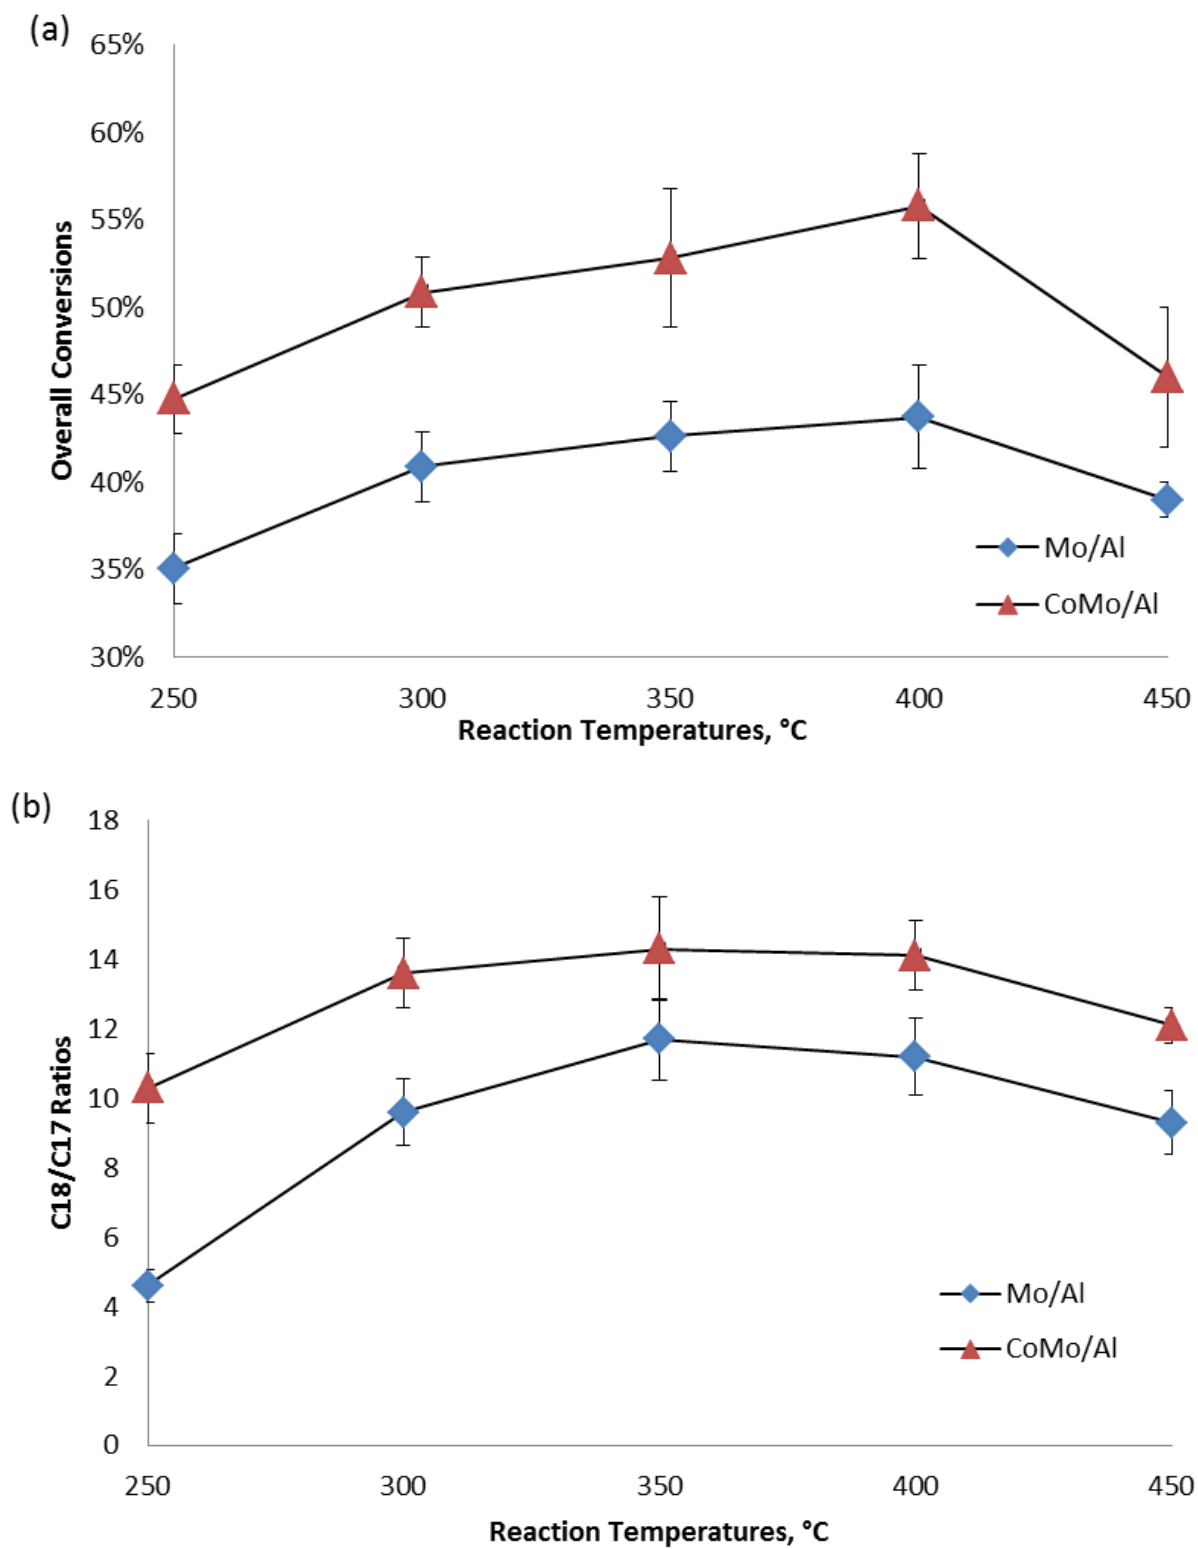 (a)
65%
60%
55%
50%
45%
40%
35%
30%
Overall Conversions
Mo/Al
CoMo/Al
250 300 350 400 450
Reaction Temperatures, °C
(b)
18
16
14
12
10
8
6
4
2
0
C18/C17 Ratios
Mo/Al
CoMo/Al
250 300 350 400 450
Reaction Temperatures, °C